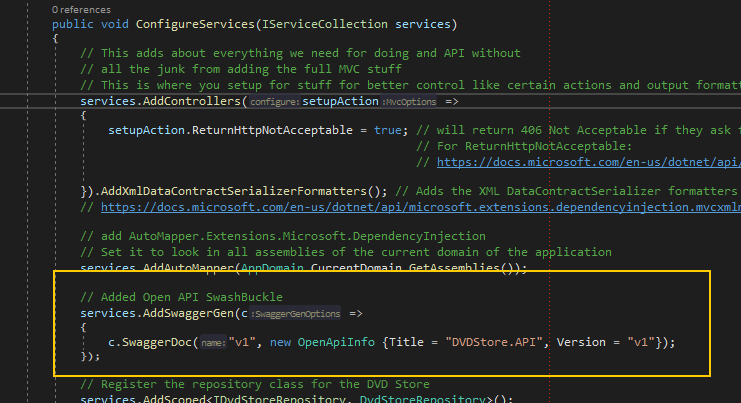 0 references
public void ConfigureServices(IServiceCollection services)
{
// This adds about everything we need for doing and API without
// all the junk from adding the full MVC stuff
// This is where you setup for stuff for better control like certain actions and output formatt
services.AddControllers(configure:setupAction:MvcOptions =>
{
setupAction.ReturnHttpNotAcceptable = true; // will return 406 Not Acceptable if they ask f
// For ReturnHttpNotAcceptable:
// https://docs.microsoft.com/en-us/dotnet/api/
}).AddXmlDataContractSerializerFormatters(); // Adds the XML DataContractSerializer formatters
// https://docs.microsoft.com/en-us/dotnet/api/microsoft.extensions.dependencyinjection.mvcxmlm
// add AutoMapper.Extensions.Microsoft.DependencyInjection
// Set it to look in all assemblies of the current domain of the application
services.AddAutoMapper(AppDomain.CurrentDomain.GetAssemblies());
// Added Open API SwashBuckle
services.AddSwaggerGen(c:SwaggerGenOptions =>
{
c.SwaggerDoc(name:"v1", new OpenApiInfo {Title = "DVDStore.API", Version = "v1"});
});
// Register the repository class for the DVD Store
services.AddScoped<IDvdStoreRepository, DvdStoreRepository>();